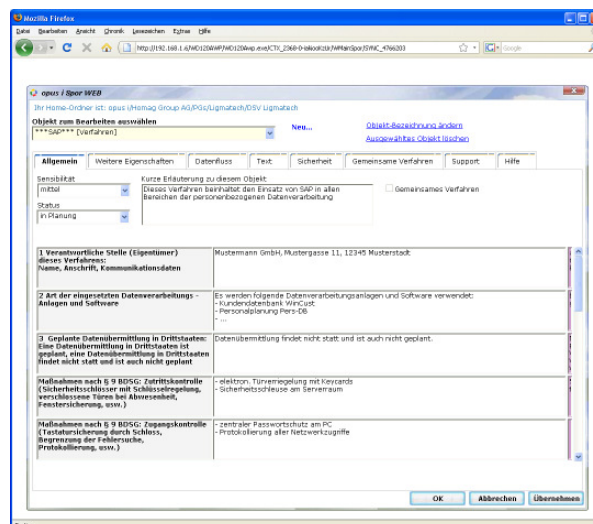 Mozilla Firefox
Datei Bearbeiten Ansicht Chronik Lesezeichen Extras Hilfe
Google
opus i Spor WEB
Ihr Home-Ordner ist: opus i/Homag Group AG/PGs/Ligmatech/DSV Ligmatech
Objekt zum Bearbeiten auswählen
***SAP*** [Verfahren]
Neu...
Objekt-Bezeichnung ändern
Ausgewähltes Objekt löschen
Allgemein Weitere Eigenschaften Datenfluss Text Sicherheit Gemeinsame Verfahren Support Hilfe
Sensibilität
mittel
Status
in Planung
Kurze Erläuterung zu diesem Objekt
Dieses Verfahren beinhaltet den Einsatz von SAP in allen
Bereichen der personenbezogenen Datenverarbeitung
Gemeinsames Verfahren
1 Verantwortliche Stelle (Eigentümer)
dieses Verfahrens:
Name, Anschrift, Kommunikationsdaten
Mustermann GmbH, Mustergasse 11, 12345 Musterstadt
2 Art der eingesetzten Datenverarbeitungs -
Anlagen und Software
Es werden folgende Datenverarbeitungsanlagen und Software verwendet:
- Kundendatenbank WinCust
- Personalplanung Pers-DB
- ...
3 Geplante Datenübermittlung in Drittstaaten:
Eine Datenübermittlung in Drittstaaten ist
geplant, eine Datenübermittlung in Drittstaaten
findet nicht statt und ist auch nicht geplant
Datenübermittlung findet nicht statt und ist auch nicht geplant.
Maßnahmen nach § 9 BDSG: Zutrittskontrolle
(Sicherheitsschlösser mit Schlüsselregelung,
verschlossene Türen bei Abwesenheit,
Fenstersicherung, usw.)
- elektron. Türverriegelung mit Keycards
- Sicherheitsschleuse am Serverraum
Maßnahmen nach § 9 BDSG: Zugangskontrolle
(Tastatursicherung durch Schloss,
Begrenzung der Fehlersuche,
Protokollierung, usw.)
- zentraler Passwortschutz am PC
- Protokollierung aller Netzwerkzugriffe
OK Abbrechen Übernehmen